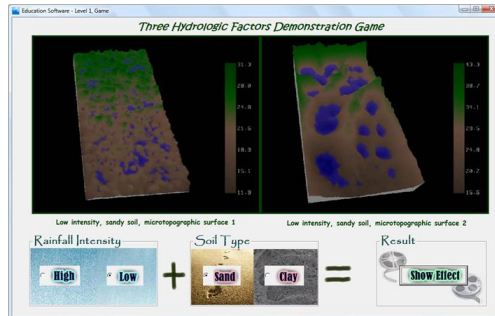 Education Software - Level 1, Game
Three Hydrologic Factors Demonstration Game
Low intensity, sandy soil, microtopographic surface 1
Low intensity, sandy soil, microtopographic surface 2
Rainfall Intensity
High
Low
+
Soil Type
Sand
Clay
=
Result
Show Effect